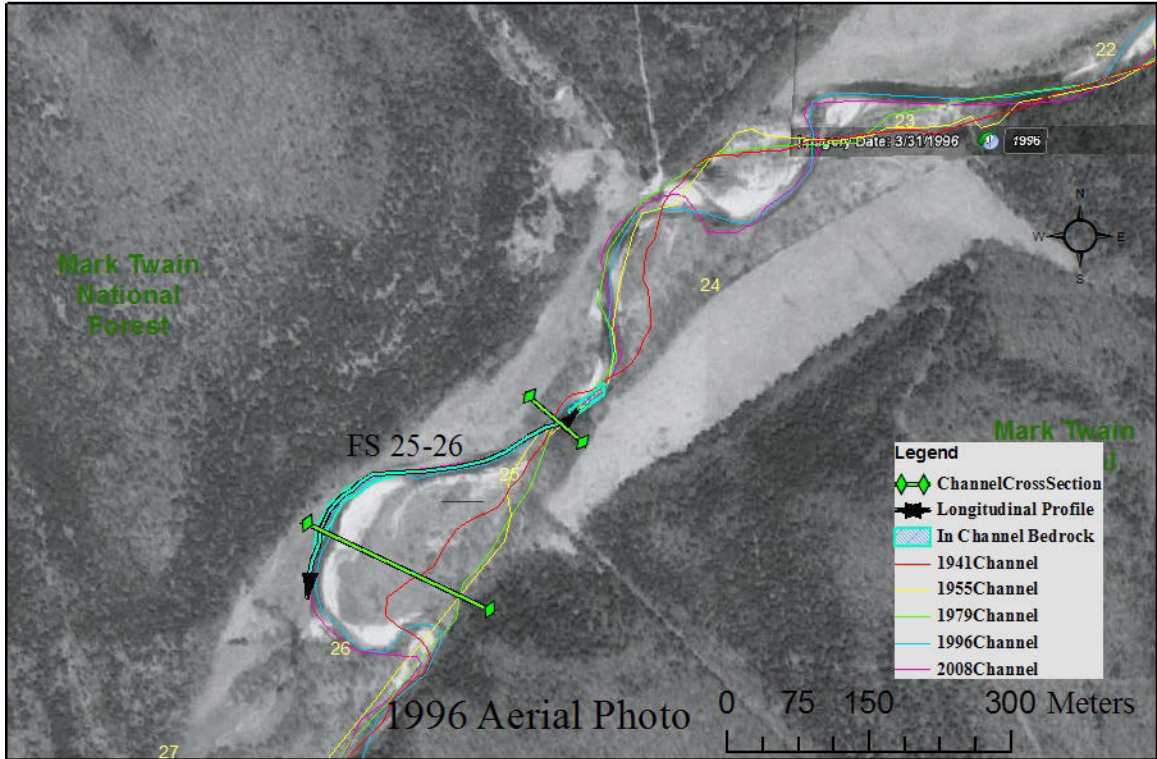 22
23
Imagery Date: 3/31/1996 1996
N
W E
S
Mark Twain
National
Forest
24
FS 25-26
25
Mark Twain
Legend
ChannelCrossSection
Longitudinal Profile
In Channel Bedrock
1941Channel
1955Channel
1979Channel
1996Channel
2008Channel
26
1996 Aerial Photo
0 75 150 300 Meters
27